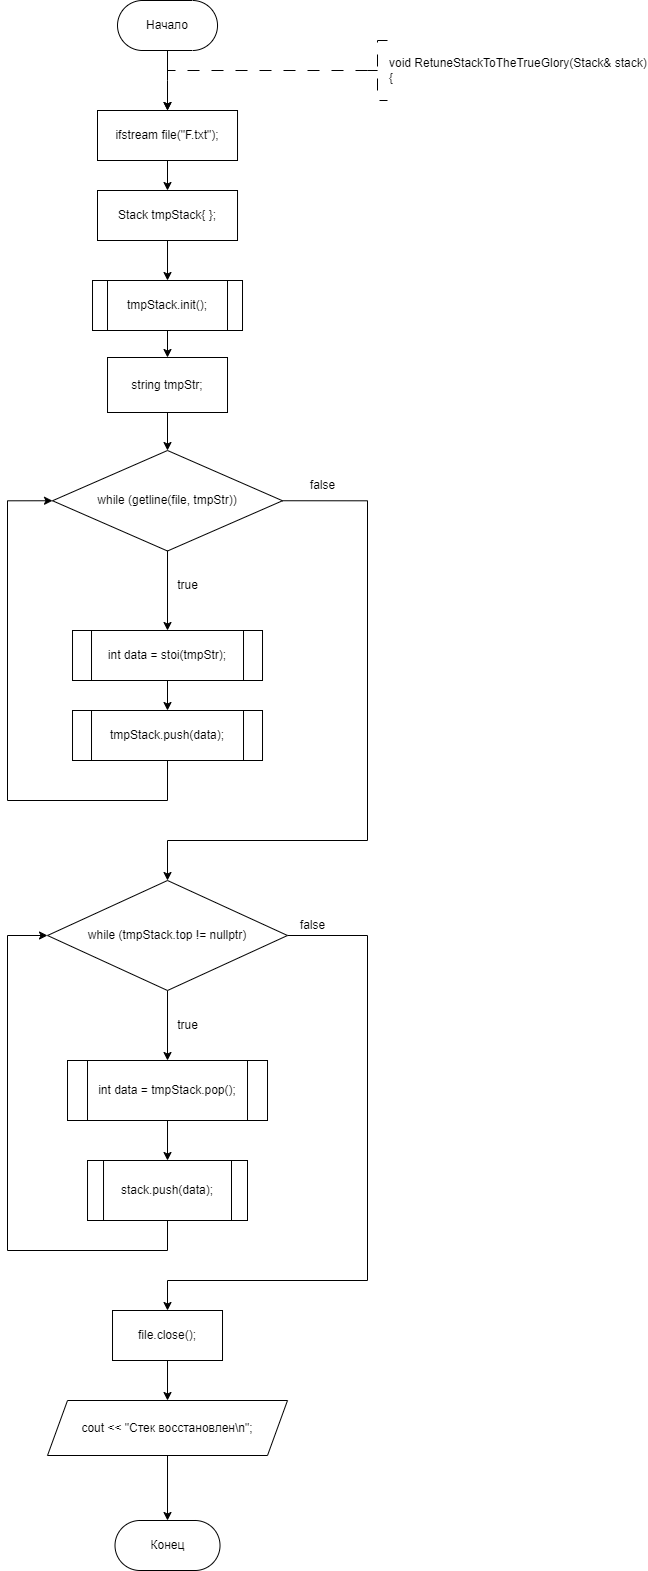 Начало
void RetuneStackToTheTrueGlory(Stack& stack)
{
ifstream file("F.txt");
Stack tmpStack{ };
tmpStack.init();
string tmpStr;
while (getline(file, tmpStr))
false
true
int data = stoi(tmpStr);
tmpStack.push(data);
while (tmpStack.top != nullptr)
false
true
int data = tmpStack.pop();
stack.push(data);
file.close();
cout << "Стек восстановлен\n";
Конец